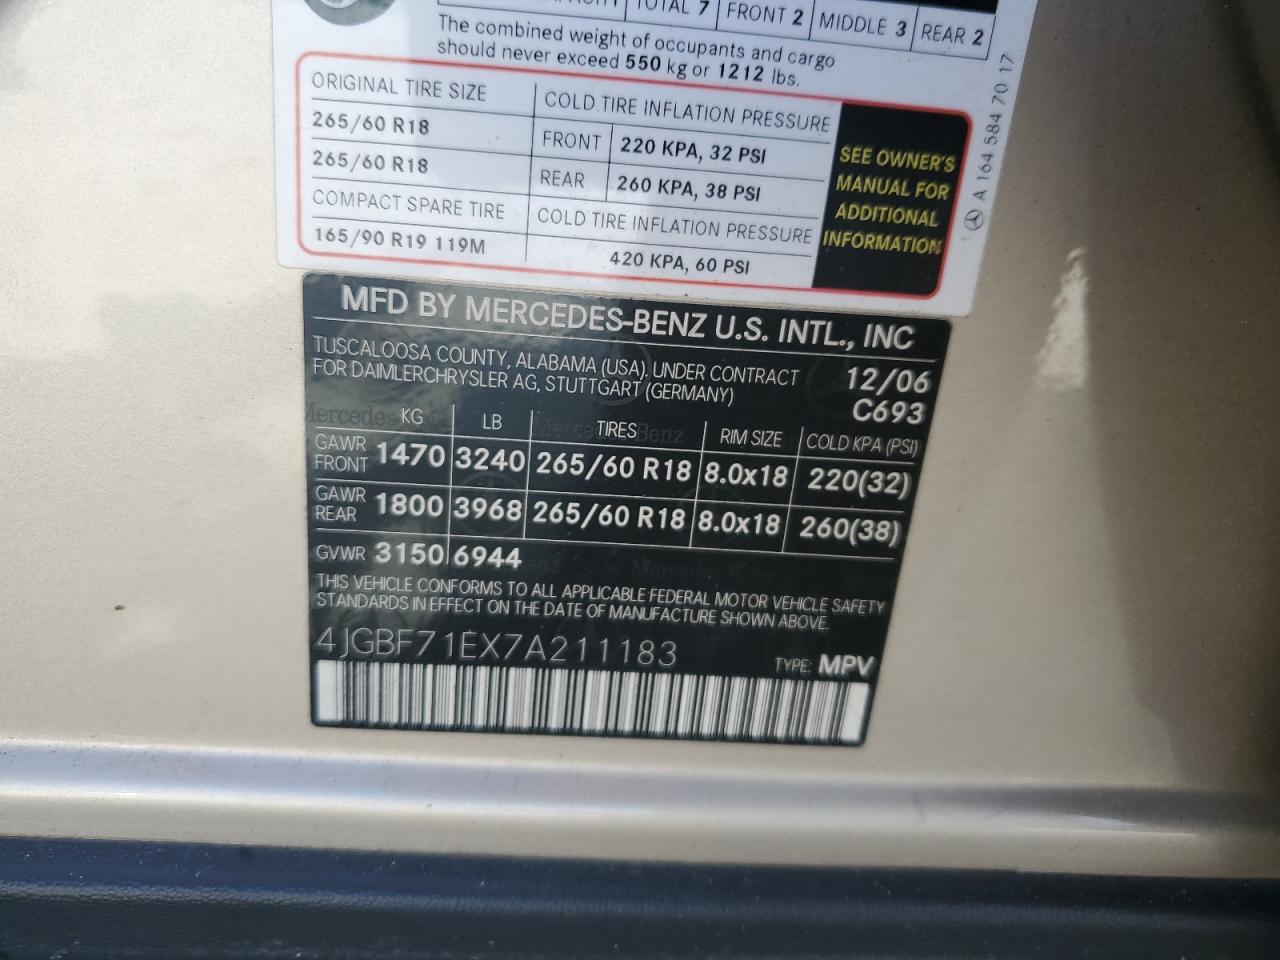 TOTAL 7 FRONT 2 MIDDLE 3 REAR 2
The combined weight of occupants and cargo
should never exceed 550 kg or 1212 lbs.
ORIGINAL TIRE SIZE COLD TIRE INFLATION PRESSURE
265/60 R18 FRONT 220 KPA, 32 PSI
265/60 R18 REAR 260 KPA, 38 PSI
COMPACT SPARE TIRE COLD TIRE INFLATION PRESSURE
165/90 R19 119M 420 KPA, 60 PSI
SEE OWNER'S
MANUAL FOR
ADDITIONAL
INFORMATION
A 164 584 70 17
MFD BY MERCEDES-BENZ U.S. INTL., INC
TUSCALOOSA COUNTY, ALABAMA (USA). UNDER CONTRACT 12/06
FOR DAIMLERCHRYSLER AG, STUTTGART (GERMANY) C693
KG LB TIRES RIM SIZE COLD KPA (PSI)
GAWR FRONT 1470 3240 265/60 R18 8.0x18 220(32)
GAWR REAR 1800 3968 265/60 R18 8.0x18 260(38)
GVWR 3150 6944
THIS VEHICLE CONFORMS TO ALL APPLICABLE FEDERAL MOTOR VEHICLE SAFETY
STANDARDS IN EFFECT ON THE DATE OF MANUFACTURE SHOWN ABOVE.
4JGBF71EX7A211183 TYPE: MPV